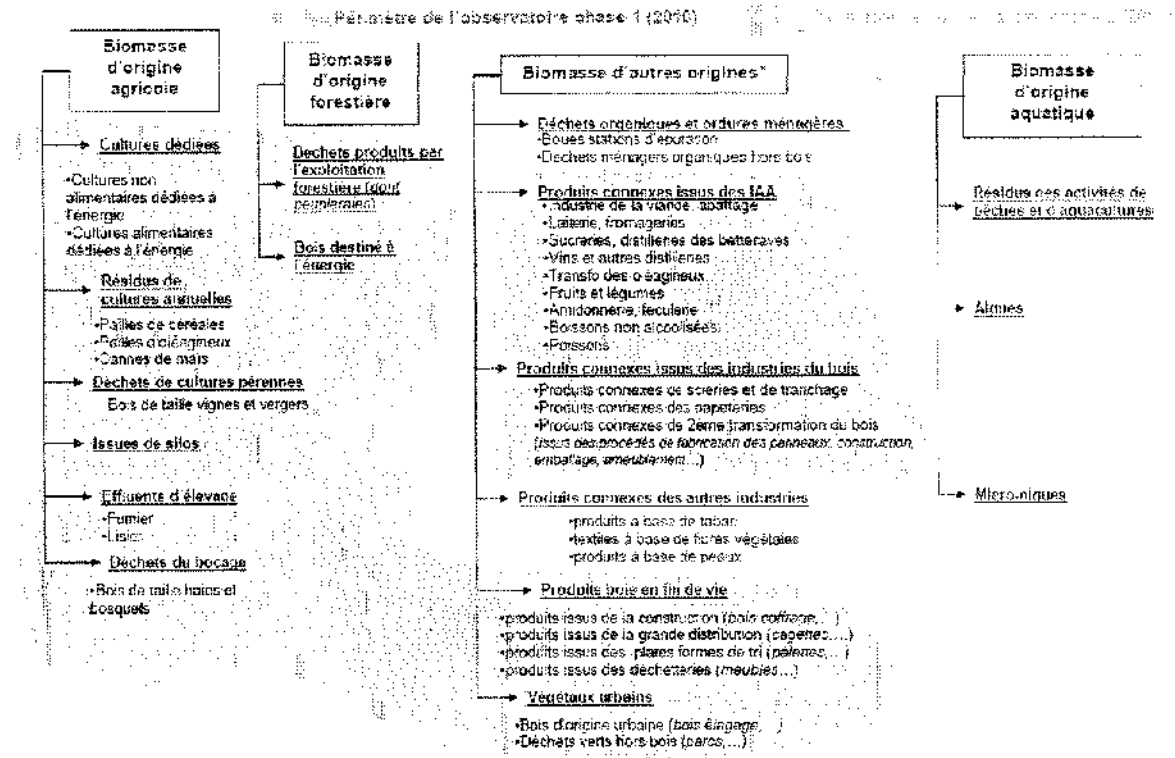 Périmètre de l'observatoire phase 1 (2010)
Biomasse
d'origine
agricole
Cultures dédiées
•Cultures non
alimentaires dédiées à
l'énergie
•Cultures alimentaires
dédiées à l'énergie
Résidus de
cultures annuelles
•Pailles de céréales
•Pailles d'oléagineux
•Cannes de maïs
Déchets de cultures pérennes
Bois de taille vignes et vergers
Issues de silos
Effluents d'élevage
•Fumier
•Lisier
Déchets du bocage
•Bois de taille haies et
bosquets
Biomasse
d'origine
forestière
Déchets produits par
l'exploitation
forestière (dont
peupleraies)
Bois destiné à
l'énergie
Biomasse d'autres origines*
Déchets organiques et ordures ménagères
•Boues stations d'épuration
•Déchets ménagers organiques hors bois
Produits connexes issus des IAA
•Industrie de la viande, abattage
•Laiterie, fromageries
•Sucreries, distilleries des betteraves
•Vins et autres distilleries
•Transfo des oléagineux
•Fruits et légumes
•Amidonnerie, féculerie
•Boissons non alcoolisées
•Poissons
Produits connexes issus des industries du bois
•Produits connexes de scieries et de tranchage
•Produits connexes des papeteries
•Produits connexes de 2ème transformation du bois
(issus des procédés de fabrication des panneaux, construction,
emballage, ameublement…)
Produits connexes des autres industries
•produits à base de tabac
•textiles à base de fibres végétales
•produits à base de peaux
Produits bois en fin de vie
•produits issus de la construction (bois coffrage,…)
•produits issus de la grande distribution (cagettes,…)
•produits issus des plates formes de tri (palettes,…)
•produits issus des déchetteries (meubles…)
Végétaux urbains
•Bois d'origine urbaine (bois élagage,…)
•Déchets verts hors bois (parcs,…)
Biomasse
d'origine
aquatique
Résidus des activités de
pêches et d'aquacultures
Algues
Micro-algues